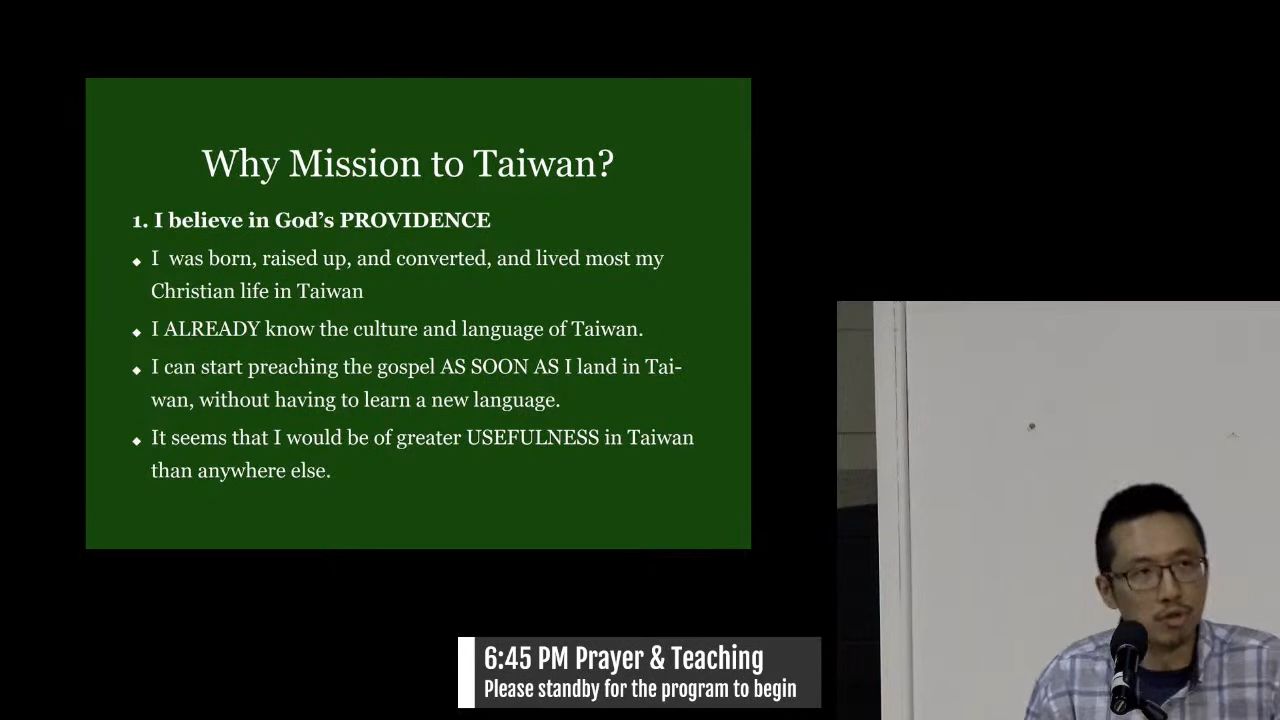 Why Mission to Taiwan?
1. I believe in God's PROVIDENCE
◆ I was born, raised up, and converted, and lived most my
Christian life in Taiwan
◆ I ALREADY know the culture and language of Taiwan.
◆ I can start preaching the gospel AS SOON AS I land in Tai-
wan, without having to learn a new language.
◆ It seems that I would be of greater USEFULNESS in Taiwan
than anywhere else.
6:45 PM Prayer & Teaching
Please standby for the program to begin